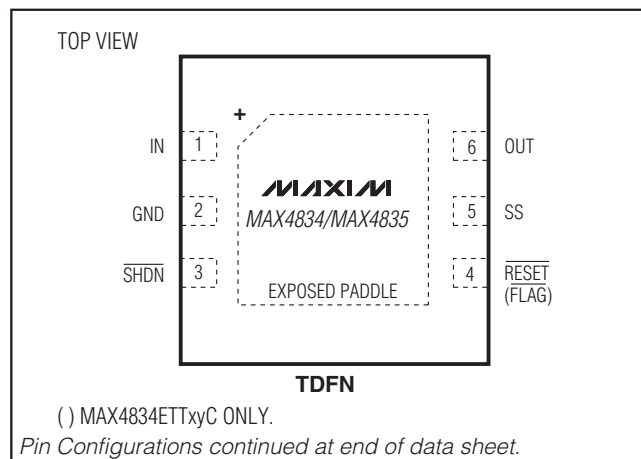 TOP VIEW
+
IN 1
6 OUT
MAXIM
GND 2
MAX4834/MAX4835
5 SS
SHDN 3
4 RESET
(FLAG)
EXPOSED PADDLE
TDFN
( ) MAX4834ETTxyC ONLY.
Pin Configurations continued at end of data sheet.